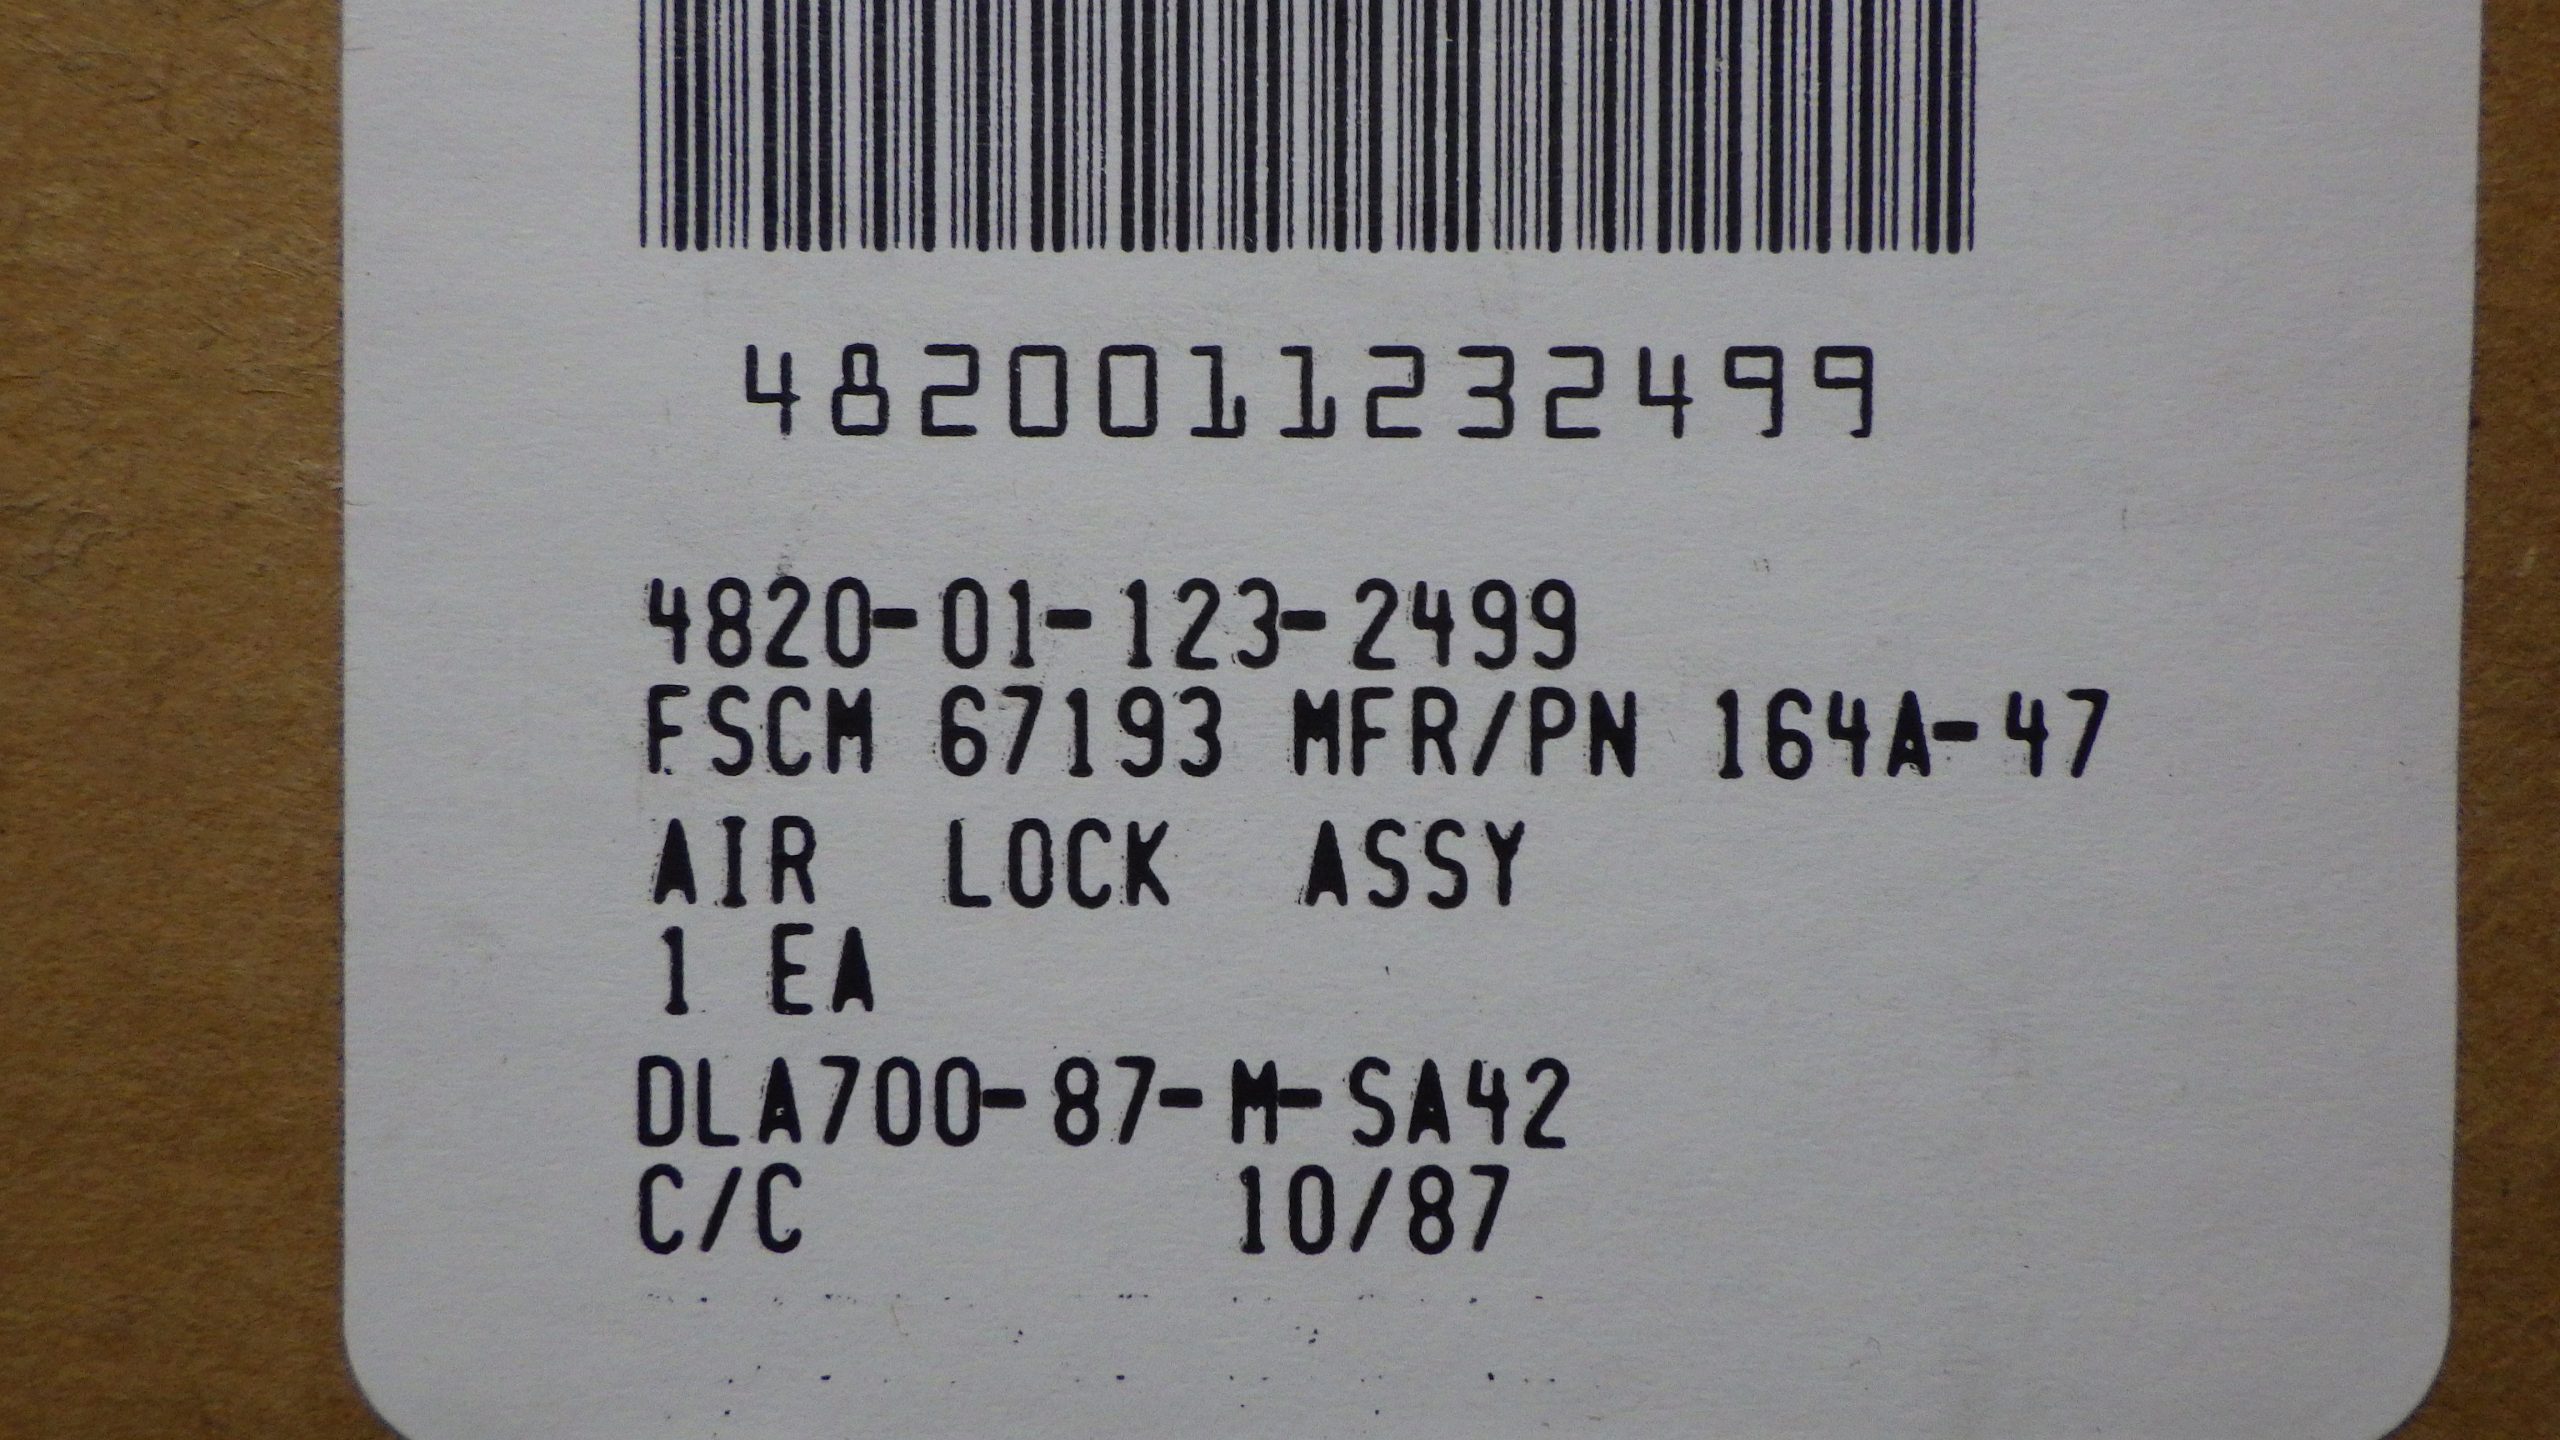 4820011232499
4820-01-123-2499
FSCM 67193 MFR/PN 164A-47
AIR LOCK ASSY
1 EA
DLA700-87-M-SA42
C/C 10/87